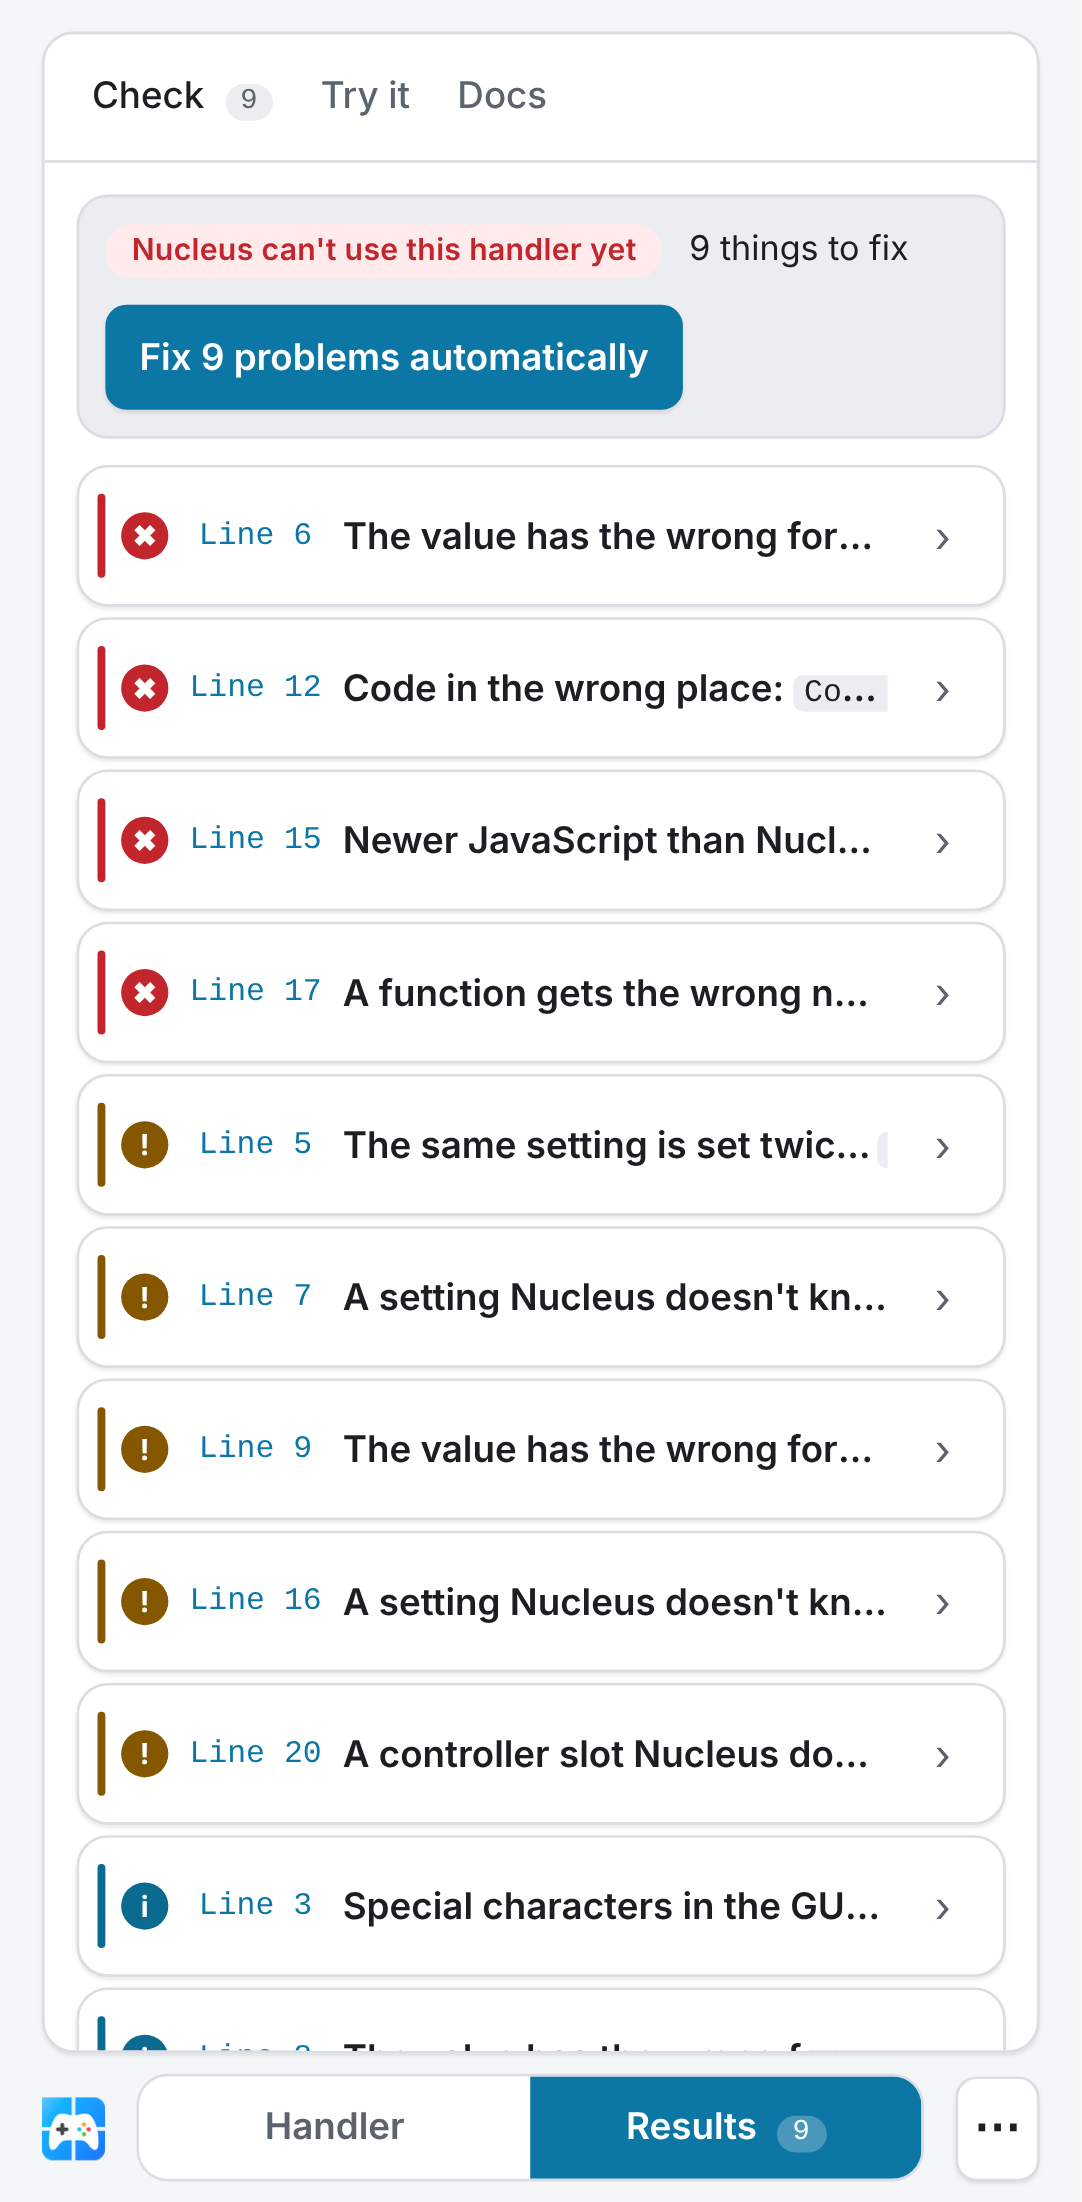 Check 9 Try it Docs
Nucleus can't use this handler yet 9 things to fix
Fix 9 problems automatically
Line 6 The value has the wrong for...
Line 12 Code in the wrong place: Co...
Line 15 Newer JavaScript than Nucl...
Line 17 A function gets the wrong n...
Line 5 The same setting is set twic...
Line 7 A setting Nucleus doesn't kn...
Line 9 The value has the wrong for...
Line 16 A setting Nucleus doesn't kn...
Line 20 A controller slot Nucleus do...
Line 3 Special characters in the GU...
Handler Results 9 ...